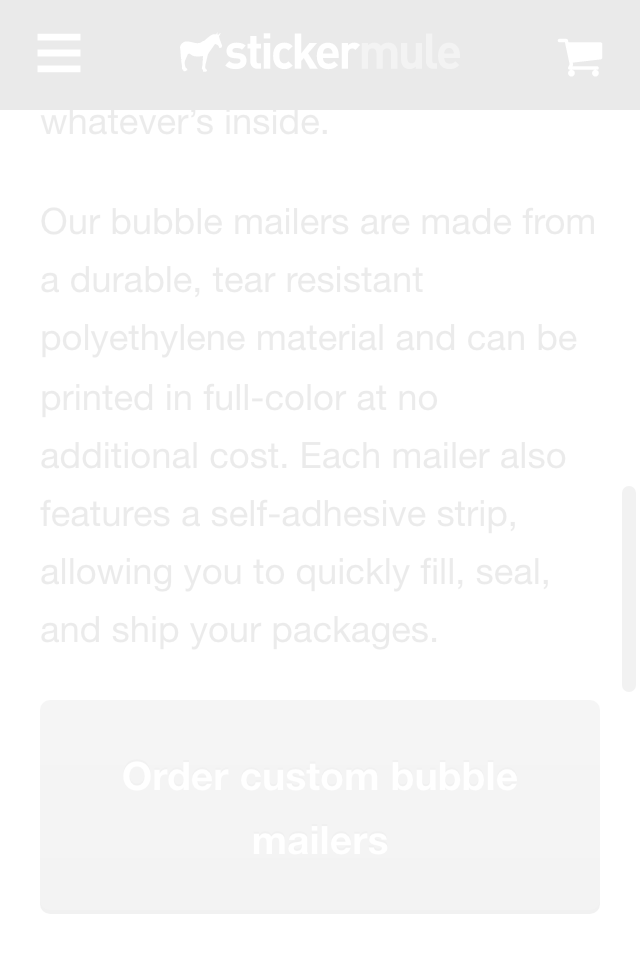 stickermule
whatever's inside.
Our bubble mailers are made from
a durable, tear resistant
polyethylene material and can be
printed in full-color at no
additional cost. Each mailer also
features a self-adhesive strip,
allowing you to quickly fill, seal,
and ship your packages.
Order custom bubble
mailers